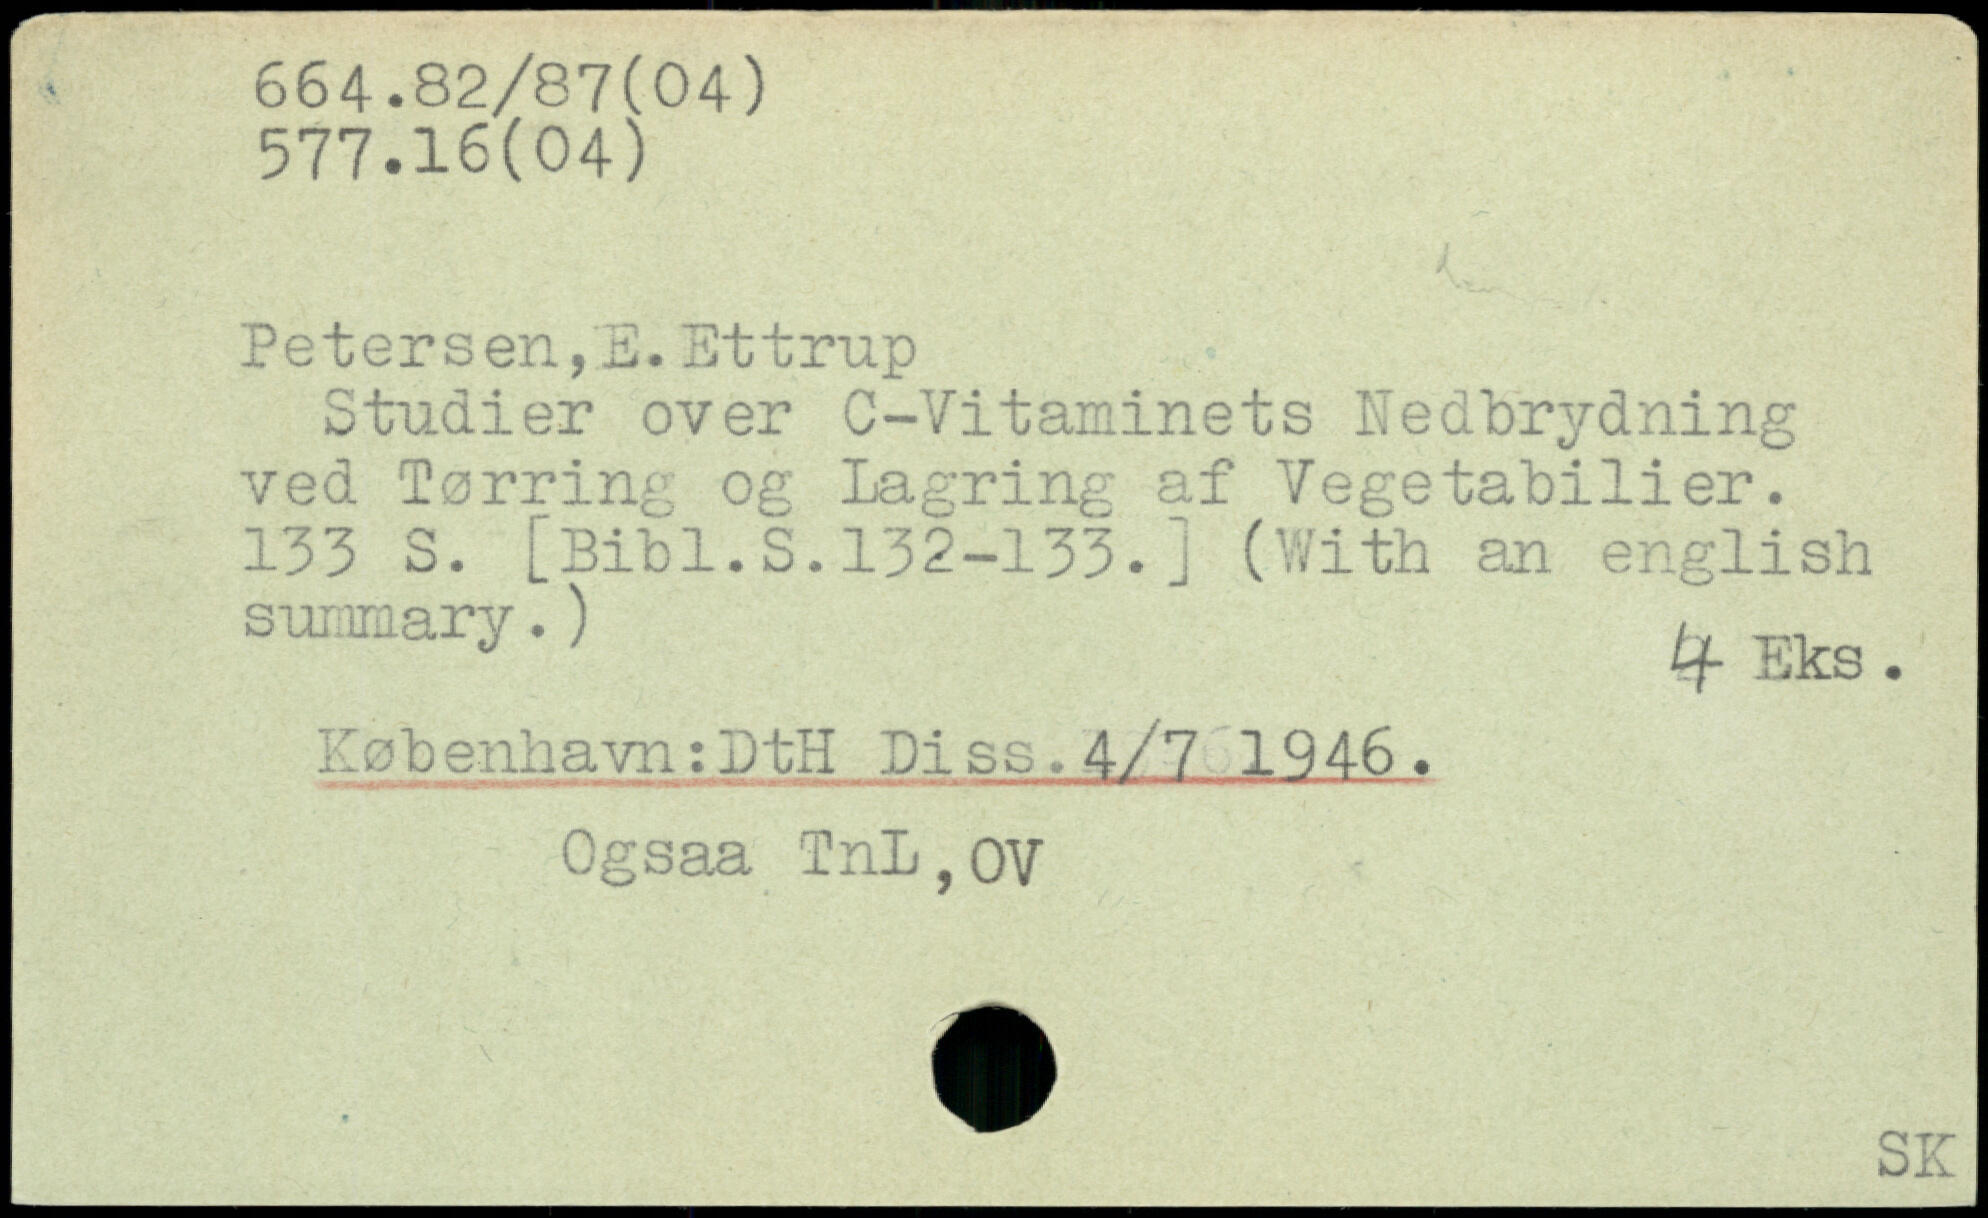 664.82/87(04)
577.16(04)
Petersen,E.Ettrup
Studier over C-Vitaminets Nedbrydning
ved Tørring og Lagring af Vegetabilier.
133 S. [Bibl.S.132-133.] (With an english
summary.)
4 Eks.
København:DtH Diss.4/7 1946.
Ogsaa TnL,OV
SK